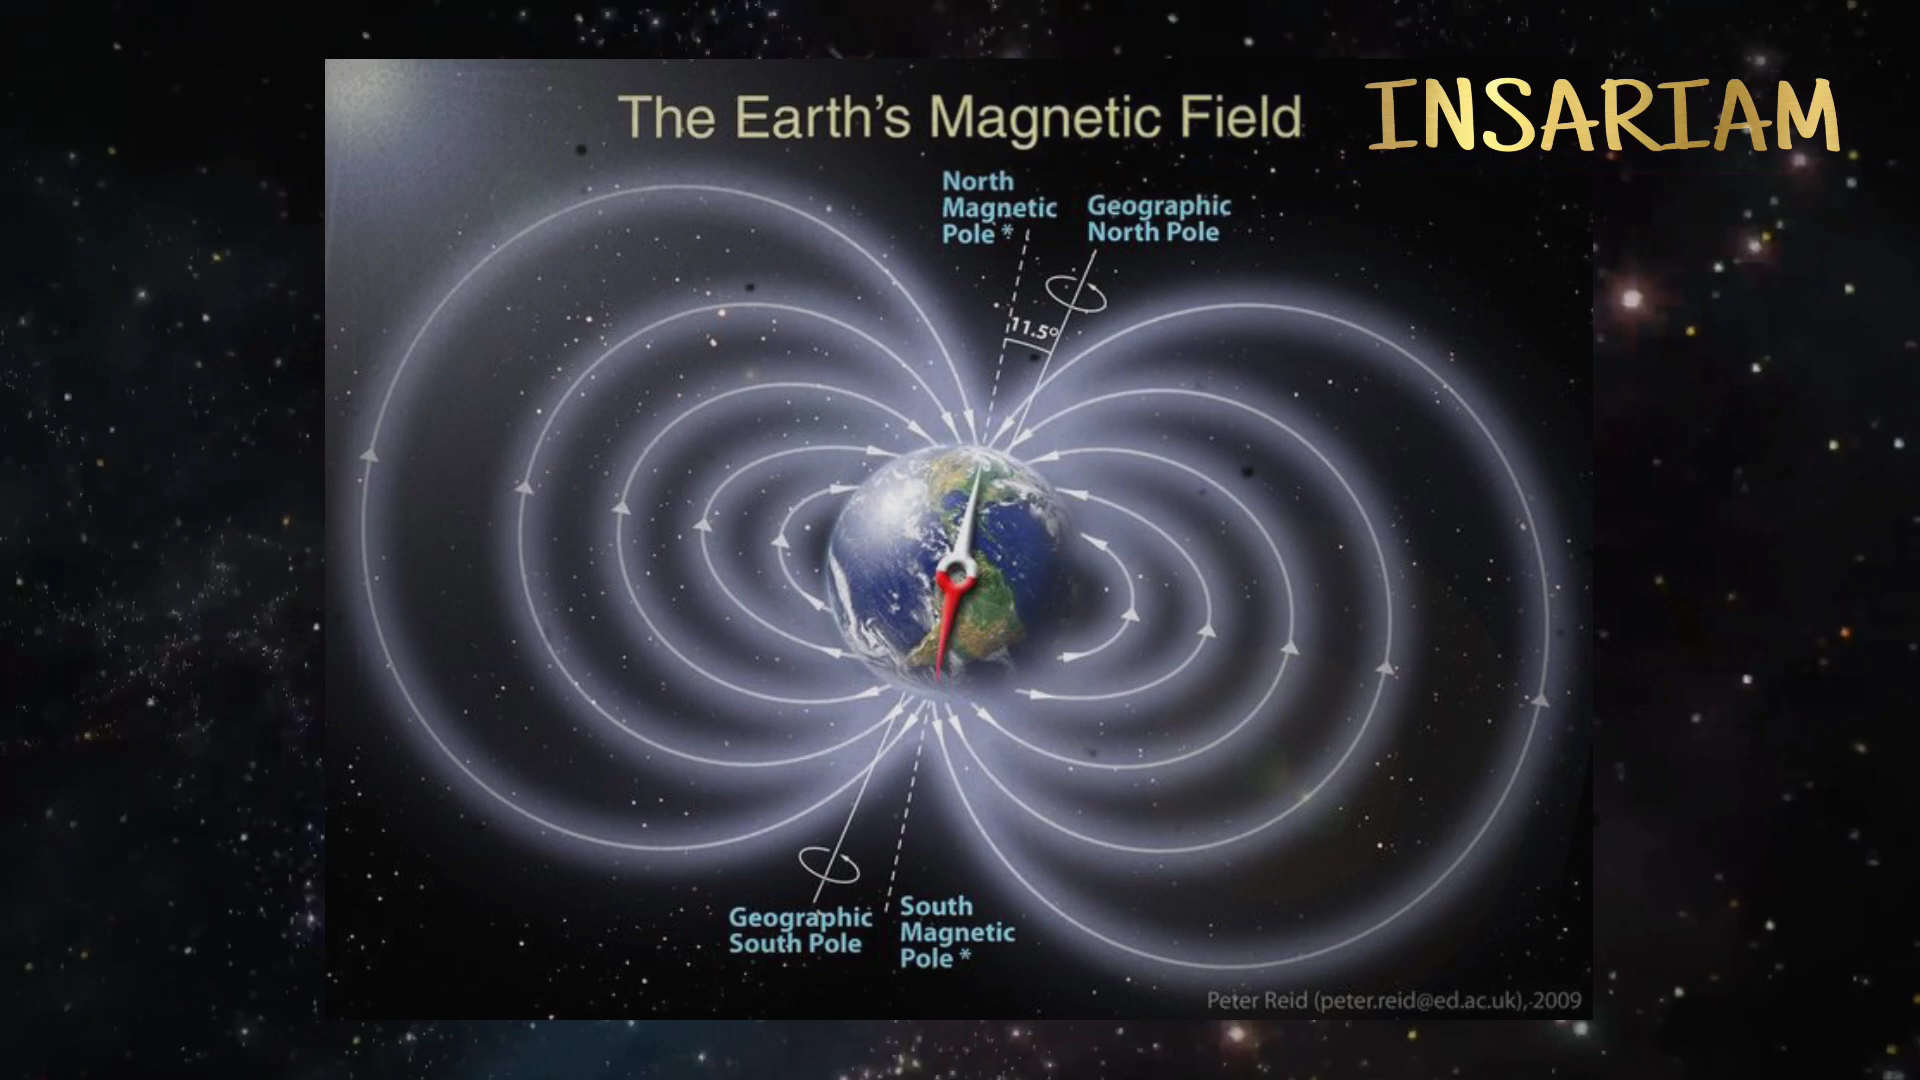 The Earth's Magnetic Field
INSARIAM
North
Magnetic
Pole *
Geographic
North Pole
11.5°
Geographic
South Pole
South
Magnetic
Pole *
Peter Reid (peter.reid@ed.ac.uk), 2009